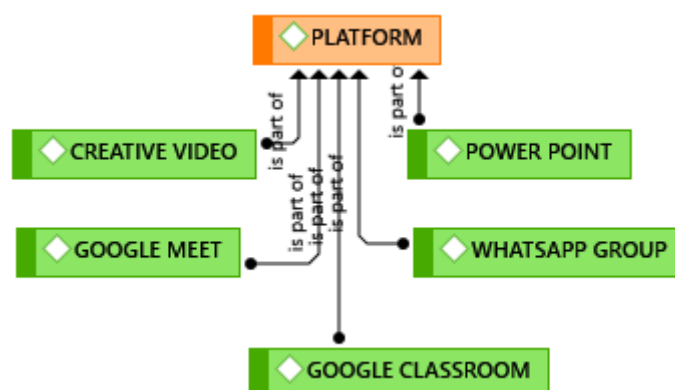 PLATFORM
is part of
is part of
CREATIVE VIDEO
POWER POINT
is part of
is part of
is part of
GOOGLE MEET
WHATSAPP GROUP
GOOGLE CLASSROOM